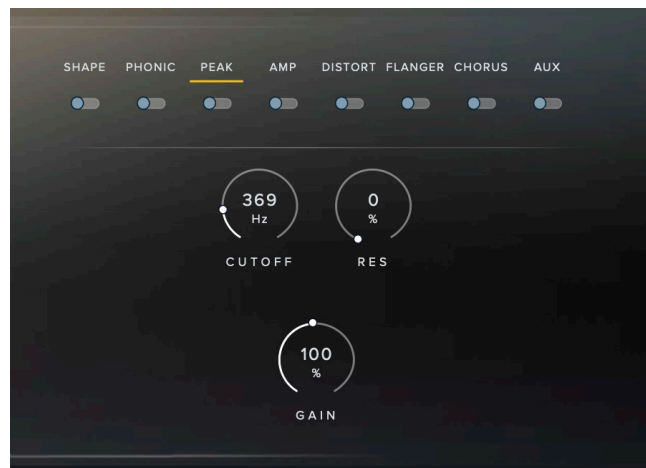 SHAPE PHONIC PEAK AMP DISTORT FLANGER CHORUS AUX
369 0
Hz %
CUTOFF RES
100
%
GAIN